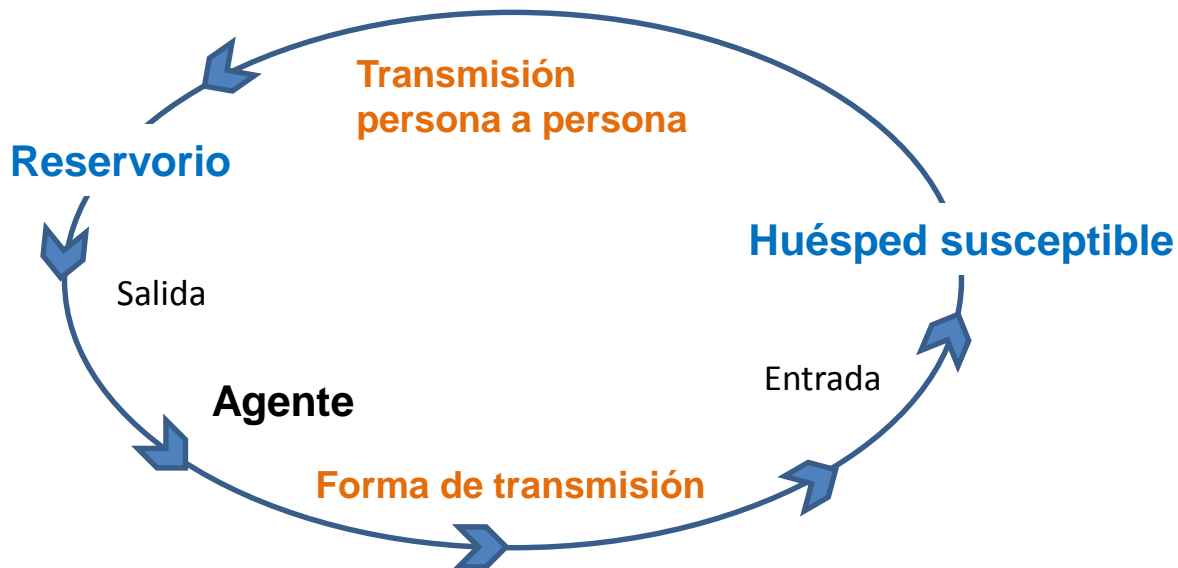 Transmisión
persona a persona
Reservorio
Huésped susceptible
Salida
Entrada
Agente
Forma de transmisión